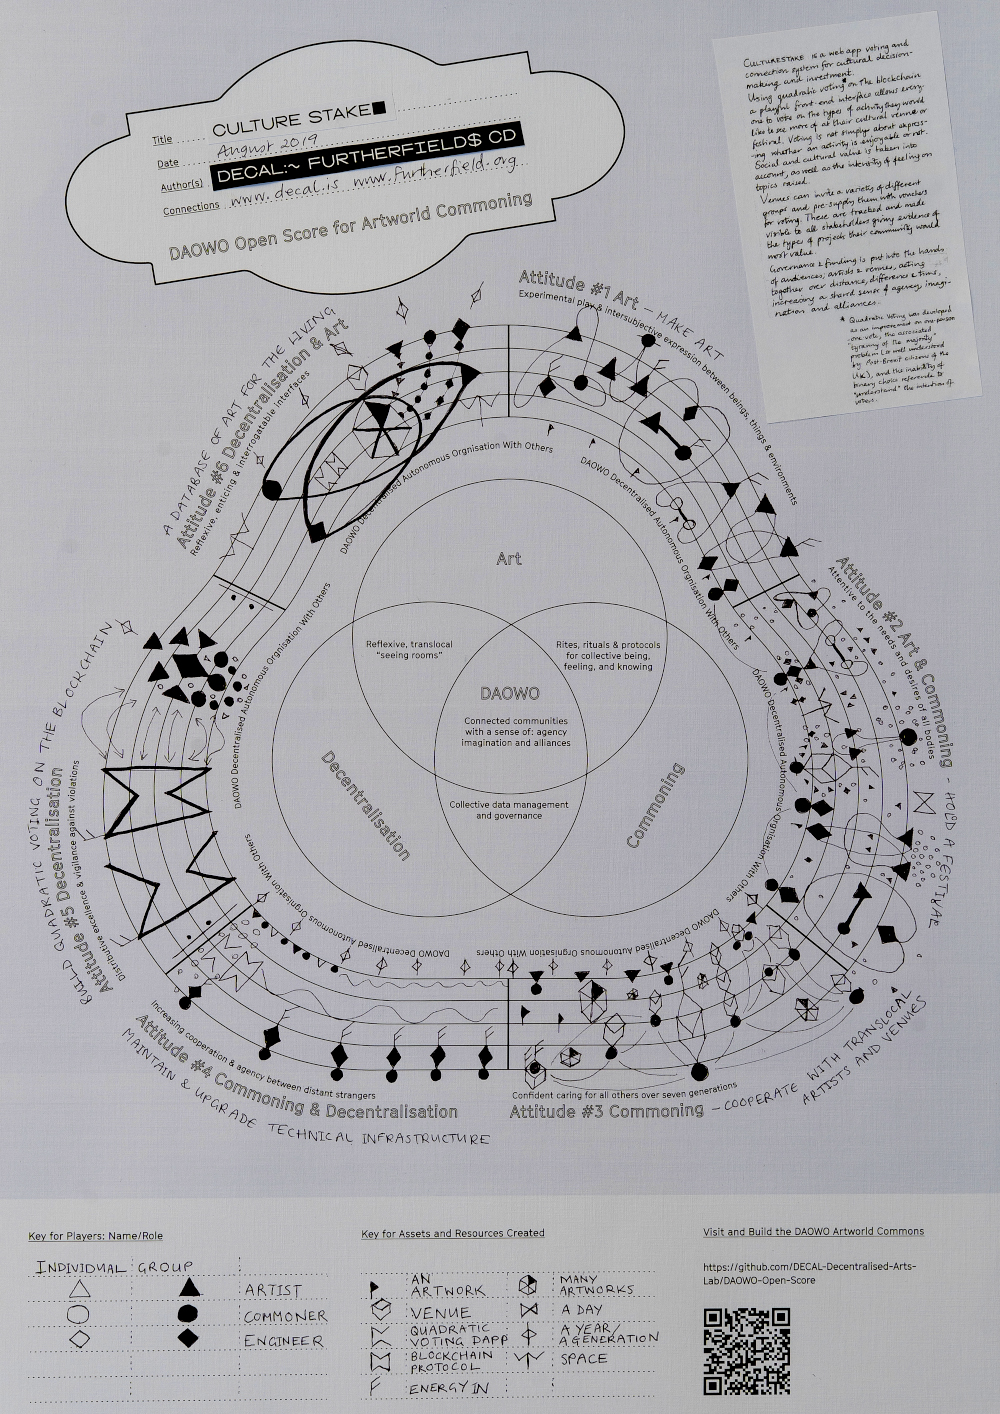 Title CULTURE STAKE
Date August 2019
Author(s) DECAL:~ FURTHERFIELD$ CD
Connections www.decal.is www.furtherfield.org
DAOWO Open Score for Artworld Commoning
CULTURESTAKE is a web app voting and
connection system for cultural decision-
making and investment.
Using quadratic voting* on the blockchain
a playful front-end interface allows every-
one to vote on the types of activity they would
like to see more of at their cultural venue or
festival. Voting is not simply about express-
ing whether an activity is enjoyable or not.
Social and cultural value is taken into
account, as well as the intensity of feeling on
topics raised.
Venues can invite a variety of different
groups and pre-supply them with vouchers
for voting. These are tracked and made
visible to all stakeholders giving evidence of
the types of projects their community would
most value.
Governance & funding is put into the hands
of audiences, artists & venues, acting
together over distance, difference & time,
increasing a shared sense of agency, imagi-
nation and alliances.
* Quadratic Voting was developed
as an improvement on one-person
-one-vote, the associated
"tyranny of the majority"
problem (so well understood
by Post-Brexit citizens of the
UK), and the inability of
binary choice reference to
"understand" the intention of
voters.
Attitude #1 Art – MAKE ART
Experimental play & intersubjective expression between beings, things & environments
DAOWO Decentralised Autonomous Orgnisation With Others
Attitude #2 Art & Commoning - HOLD A FESTIVAL
Attentive to the needs and desires of all bodies
DAOWO Decentralised Autonomous Orgnisation With Others
Attitude #3 Commoning – COOPERATE WITH TRANSLOCAL
ARTISTS AND VENUES
Confident caring for all others over seven generations
DAOWO Decentralised Autonomous Orgnisation With Others
Attitude #4 Commoning & Decentralisation
Increasing cooperation & agency between distant strangers
MAINTAIN & UPGRADE TECHNICAL INFRASTRUCTURE
DAOWO Decentralised Autonomous Orgnisation With Others
BUILD QUADRATIC VOTING ON THE BLOCKCHAIN
Attitude #5 Decentralisation
Distributive excellence & vigilance against violations
DAOWO Decentralised Autonomous Orgnisation With Others
A DATABASE OF ART FOR THE LIVING
Attitude #6 Decentralisation & Art
Reflexive, enticing & interrogatable interfaces
DAOWO Decentralised Autonomous Orgnisation With Others
Art
Reflexive, translocal
"seeing rooms"
Rites, rituals & protocols
for collective being,
feeling, and knowing
DAOWO
Connected communities
with a sense of: agency
imagination and alliances
Decentralisation
Commoning
Collective data management
and governance
Key for Players: Name/Role
INDIVIDUAL GROUP
ARTIST
COMMONER
ENGINEER
Key for Assets and Resources Created
AN
ARTWORK
VENUE
QUADRATIC
VOTING DAPP
BLOCKCHAIN
PROTOCOL
ENERGY IN
MANY
ARTWORKS
A DAY
A YEAR/
A GENERATION
SPACE
Visit and Build the DAOWO Artworld Commons
https://github.com/DECAL-Decentralised-Arts-
Lab/DAOWO-Open-Score